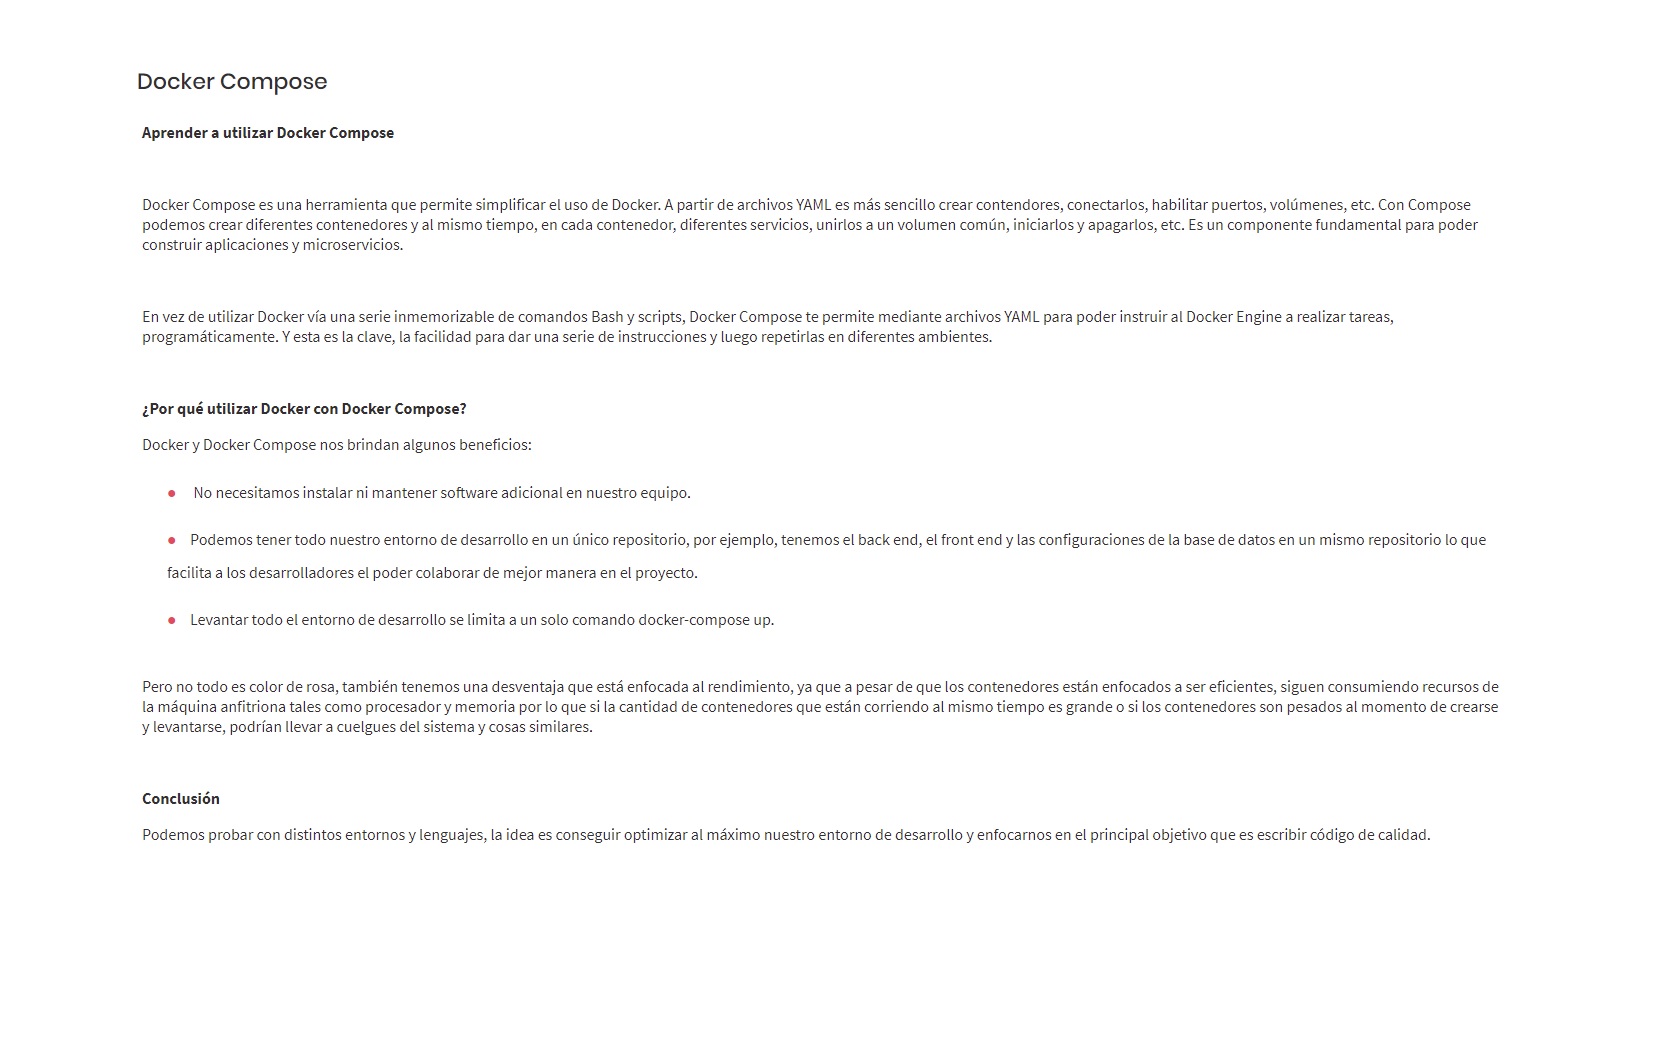 Docker Compose
Aprender a utilizar Docker Compose
Docker Compose es una herramienta que permite simplificar el uso de Docker. A partir de archivos YAML es más sencillo crear contendores, conectarlos, habilitar puertos, volúmenes, etc. Con Compose
podemos crear diferentes contenedores y al mismo tiempo, en cada contenedor, diferentes servicios, unirlos a un volumen común, iniciarlos y apagarlos, etc. Es un componente fundamental para poder
construir aplicaciones y microservicios.
En vez de utilizar Docker vía una serie inmemorizable de comandos Bash y scripts, Docker Compose te permite mediante archivos YAML para poder instruir al Docker Engine a realizar tareas,
programáticamente. Y esta es la clave, la facilidad para dar una serie de instrucciones y luego repetirlas en diferentes ambientes.
¿Por qué utilizar Docker con Docker Compose?
Docker y Docker Compose nos brindan algunos beneficios:
● No necesitamos instalar ni mantener software adicional en nuestro equipo.
● Podemos tener todo nuestro entorno de desarrollo en un único repositorio, por ejemplo, tenemos el back end, el front end y las configuraciones de la base de datos en un mismo repositorio lo que
facilita a los desarrolladores el poder colaborar de mejor manera en el proyecto.
● Levantar todo el entorno de desarrollo se limita a un solo comando docker-compose up.
Pero no todo es color de rosa, también tenemos una desventaja que está enfocada al rendimiento, ya que a pesar de que los contenedores están enfocados a ser eficientes, siguen consumiendo recursos de
la máquina anfitriona tales como procesador y memoria por lo que si la cantidad de contenedores que están corriendo al mismo tiempo es grande o si los contenedores son pesados al momento de crearse
y levantarse, podrían llevar a cuelgues del sistema y cosas similares.
Conclusión
Podemos probar con distintos entornos y lenguajes, la idea es conseguir optimizar al máximo nuestro entorno de desarrollo y enfocarnos en el principal objetivo que es escribir código de calidad.